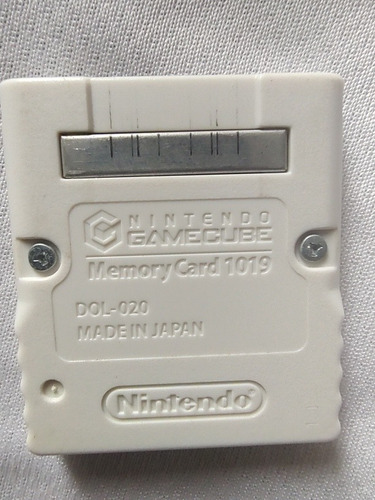 NINTENDO
GAMECUBE
Memory Card 1019
DOL-020
MADE IN JAPAN
Nintendo